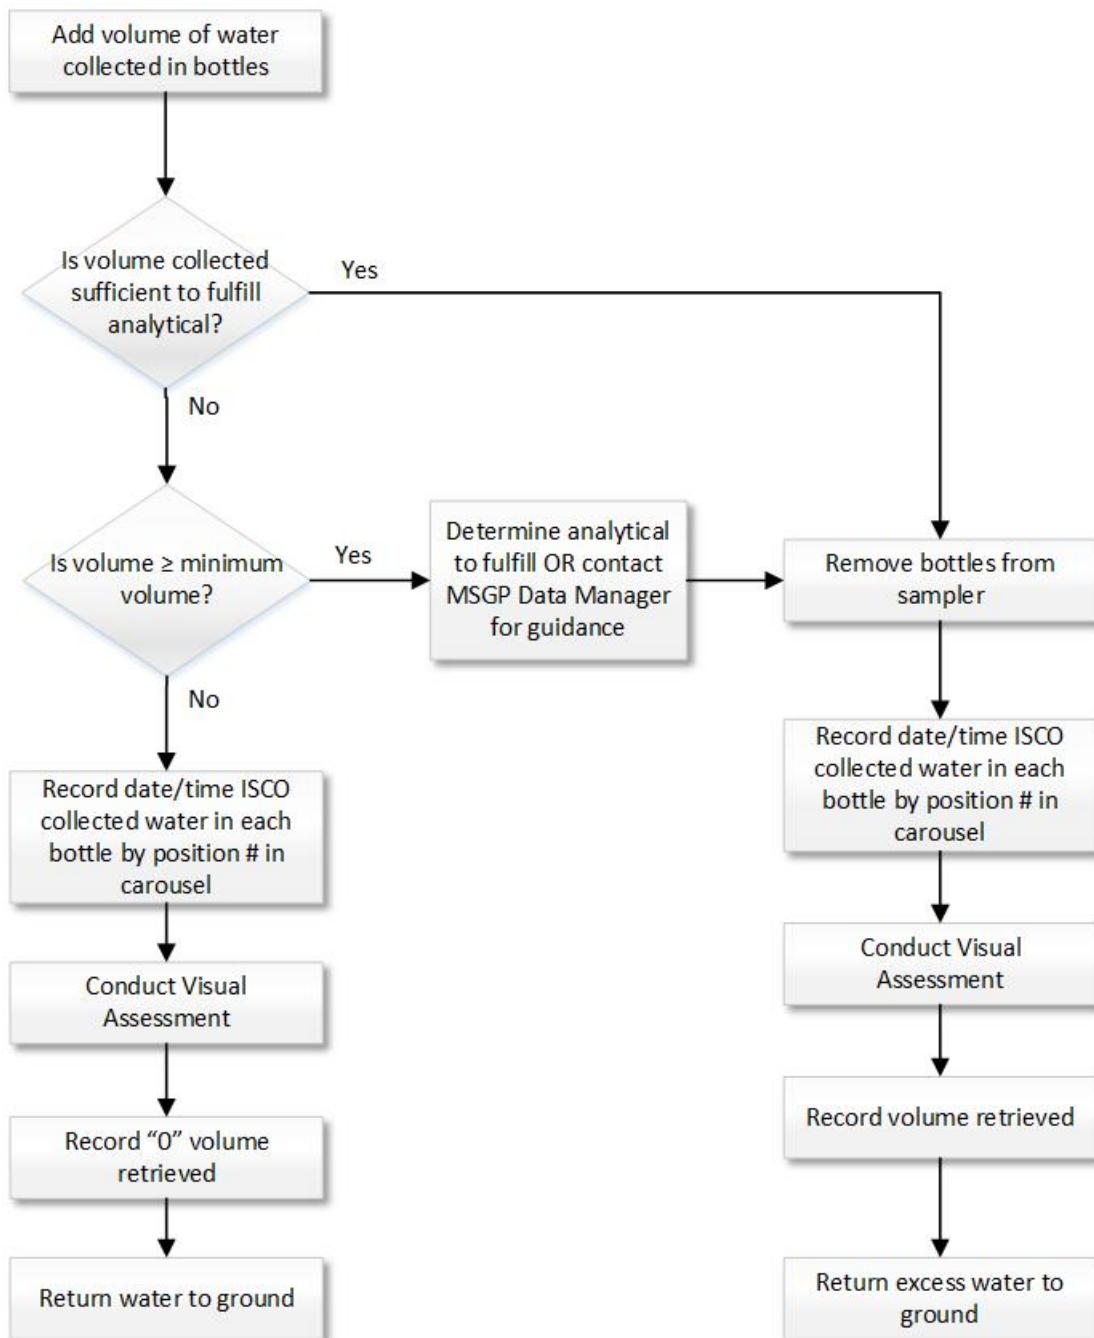 Add volume of water
collected in bottles
Is volume collected
sufficient to fulfill
analytical?
Yes
No
Is volume ≥ minimum
volume?
Yes
Determine analytical
to fulfill OR contact
MSGP Data Manager
for guidance
Remove bottles from
sampler
No
Record date/time ISCO
collected water in each
bottle by position # in
carousel
Conduct Visual
Assessment
Record “0” volume
retrieved
Return water to ground
Record date/time ISCO
collected water in each
bottle by position # in
carousel
Conduct Visual
Assessment
Record volume retrieved
Return excess water to
ground